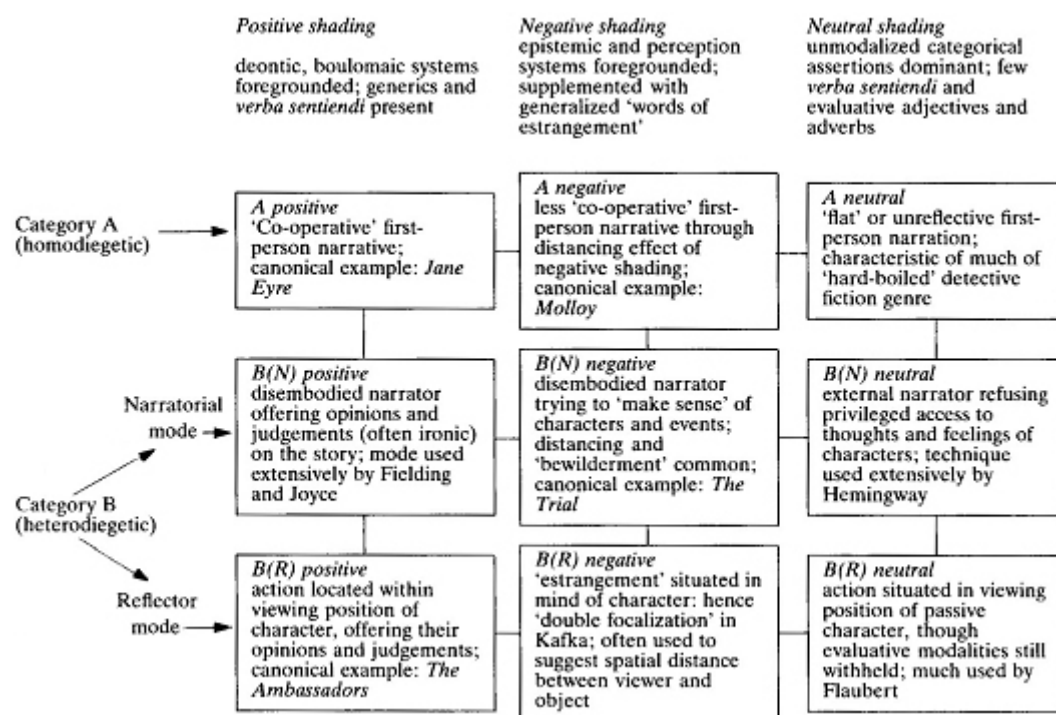 Positive shading
deontic, boulomaic systems
foregrounded; generics and
verba sentiendi present
Negative shading
epistemic and perception
systems foregrounded;
supplemented with
generalized ‘words of
estrangement’
Neutral shading
unmodalized categorical
assertions dominant; few
verba sentiendi and
evaluative adjectives and
adverbs
Category A
(homodiegetic)
A positive
‘Co-operative’ first-
person narrative;
canonical example: Jane
Eyre
A negative
less ‘co-operative’ first-
person narrative through
distancing effect of
negative shading;
canonical example:
Molloy
A neutral
‘flat’ or unreflective first-
person narration;
characteristic of much of
‘hard-boiled’ detective
fiction genre
Category B
(heterodiegetic)
Narratorial
mode
B(N) positive
disembodied narrator
offering opinions and
judgements (often ironic)
on the story; mode used
extensively by Fielding
and Joyce
B(N) negative
disembodied narrator
trying to ‘make sense’ of
characters and events;
distancing and
‘bewilderment’ common;
canonical example: The Trial
B(N) neutral
external narrator refusing
privileged access to
thoughts and feelings of
characters; technique
used extensively by
Hemingway
Reflector
mode
B(R) positive
action located within
viewing position of
character, offering their
opinions and judgements;
canonical example: The
Ambassadors
B(R) negative
‘estrangement’ situated in
mind of character: hence
‘double focalization’ in
Kafka; often used to
suggest spatial distance
between viewer and
object
B(R) neutral
action situated in viewing
position of passive
character, though
evaluative modalities still
withheld; much used by
Flaubert